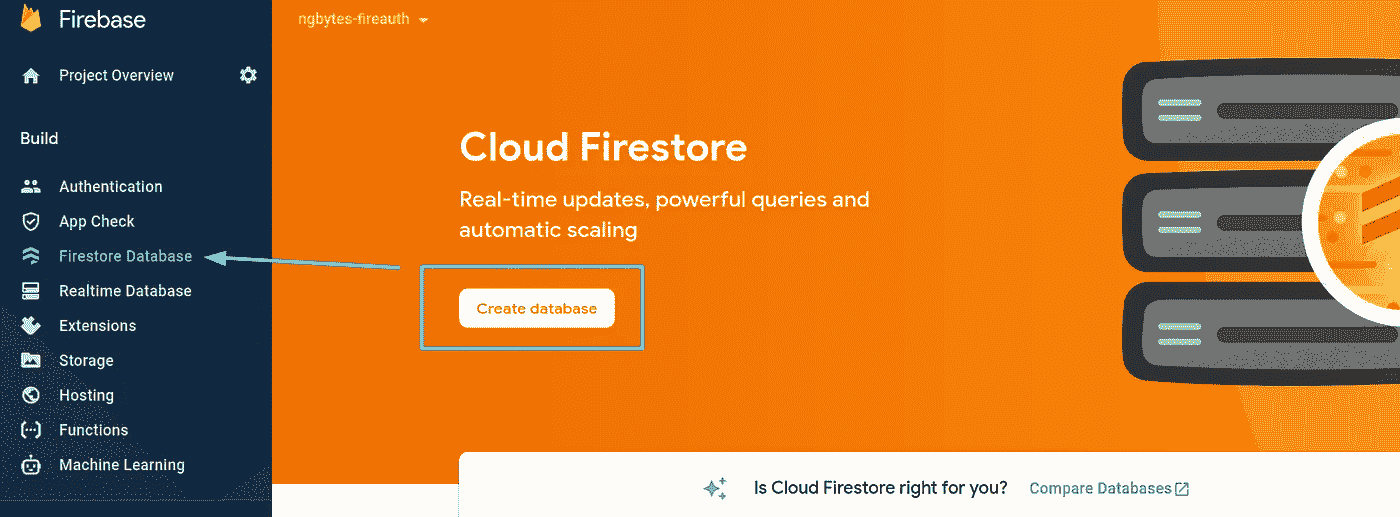 Firebase
Project Overview
Build
Authentication
App Check
Firestore Database
Realtime Database
Extensions
Storage
Hosting
Functions
Machine Learning
ngbytes-fireauth
Cloud Firestore
Real-time updates, powerful queries and
automatic scaling
Create database
Is Cloud Firestore right for you? Compare Databases